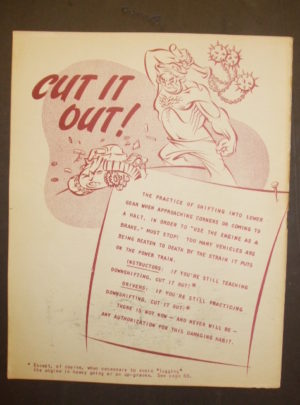 CUT IT
OUT!
THE PRACTICE OF SHIFTING INTO LOWER
GEAR WHEN APPROACHING CORNERS OR COMING TO
A HALT, IN ORDER TO "USE THE ENGINE AS A
BRAKE," MUST STOP! TOO MANY VEHICLES ARE
BEING BEATEN TO DEATH BY THE STRAIN IT PUTS
ON THE POWER TRAIN.
INSTRUCTORS: IF YOU'RE STILL TEACHING
DOWNSHIFTING, CUT IT OUT!*
DRIVERS: IF YOU'RE STILL PRACTICING
DOWNSHIFTING, CUT IT OUT!*
THERE IS NOT NOW — AND NEVER WILL BE —
ANY AUTHORIZATION FOR THIS DAMAGING HABIT.
* Except, of course, when necessary to avoid "lugging"
the engine in heavy going or on up-grades. See page